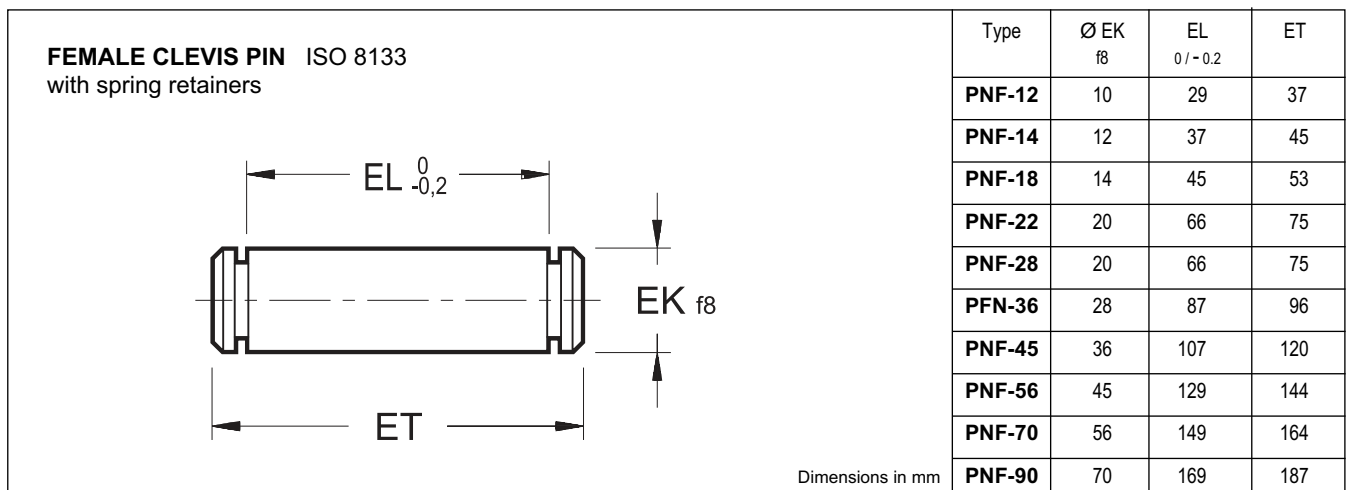 FEMALE CLEVIS PIN ISO 8133
with spring retainers
EL 0 -0,2
EK f8
ET
Dimensions in mm
Type Ø EK f8 EL 0 / - 0.2 ET
PNF-12 10 29 37
PNF-14 12 37 45
PNF-18 14 45 53
PNF-22 20 66 75
PNF-28 20 66 75
PFN-36 28 87 96
PNF-45 36 107 120
PNF-56 45 129 144
PNF-70 56 149 164
PNF-90 70 169 187